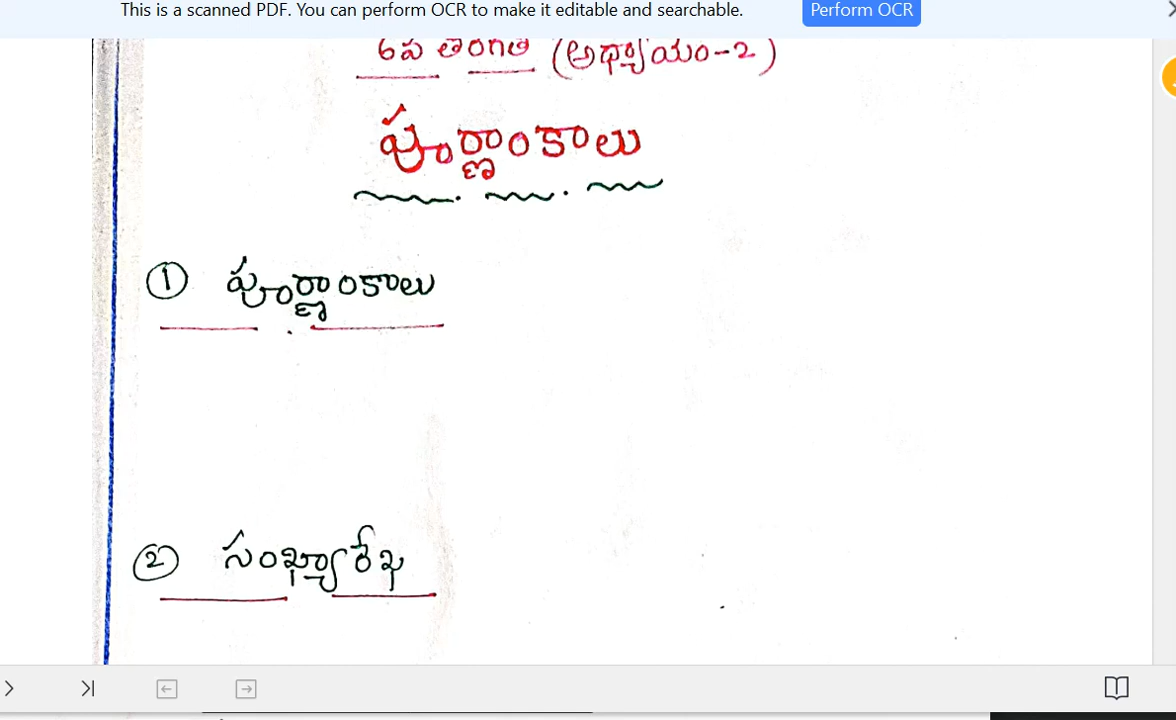 This is a scanned PDF. You can perform OCR to make it editable and searchable. Perform OCR
6వ తరగతి (అధ్యాయం-2)
పూర్ణాంకాలు
① పూర్ణాంకాలు
② సంఖ్యారేఖ